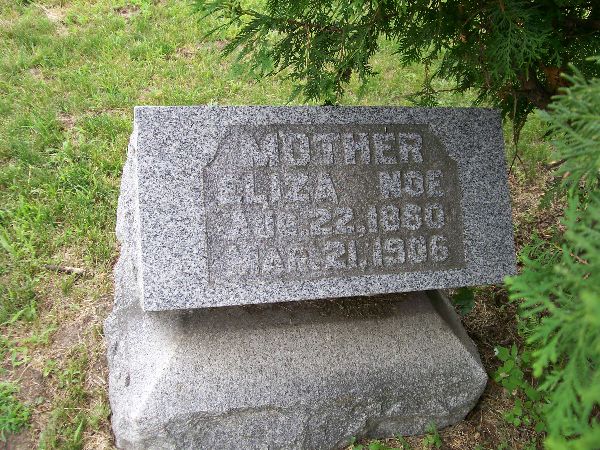 MOTHER
ELIZA NOE
AUG. 22, 1880
MAR. 21, 1906